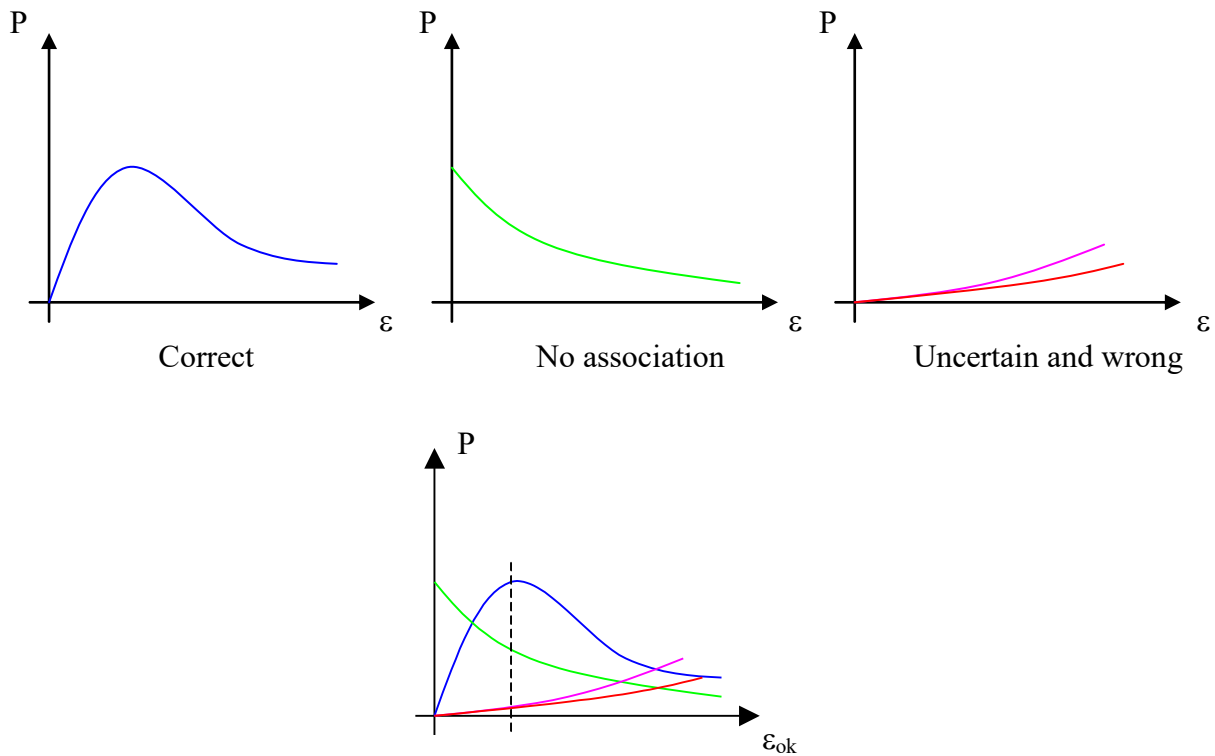 P P P
ε ε ε
Correct No association Uncertain and wrong
P
εok